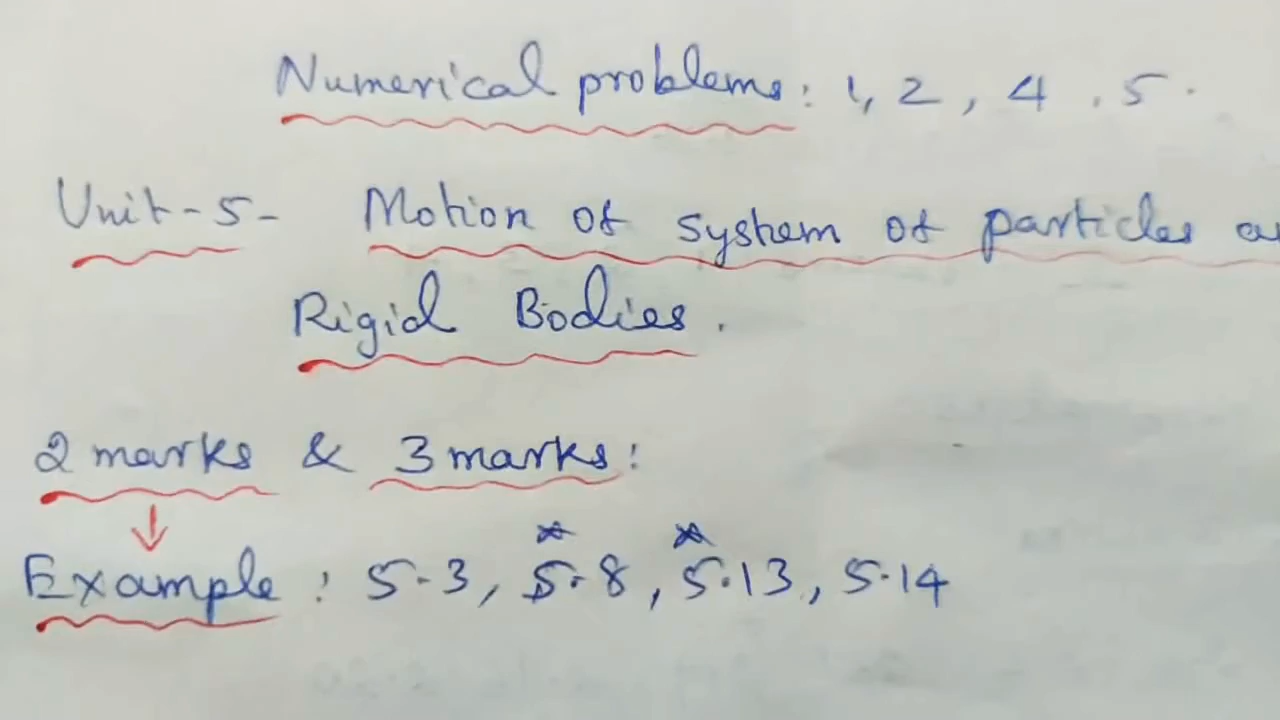 Numerical problems: 1, 2, 4, 5.
Unit-5- Motion of system of particles
Rigid Bodies.
2 marks & 3 marks:
Example: 5.3, 5.8, 5.13, 5.14